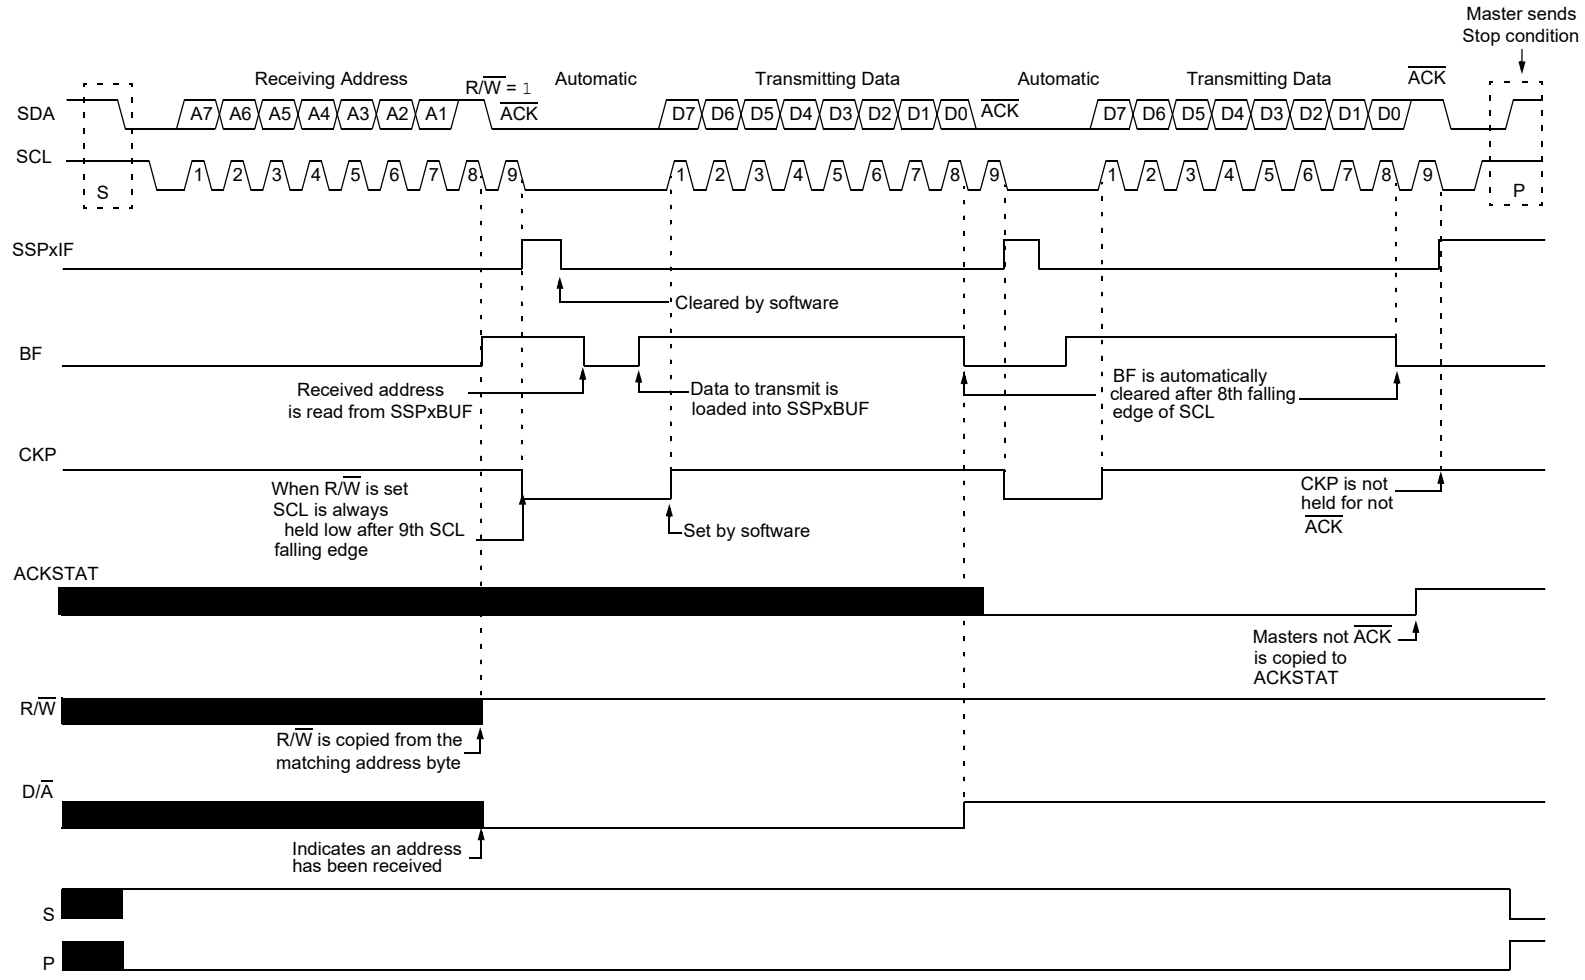 Master sends
Stop condition
Receiving Address
R/W = 1
Automatic
Transmitting Data
Automatic
Transmitting Data
ACK
SDA
A7 A6 A5 A4 A3 A2 A1
ACK
D7 D6 D5 D4 D3 D2 D1 D0
ACK
D7 D6 D5 D4 D3 D2 D1 D0
SCL
S
1 2 3 4 5 6 7 8 9
1 2 3 4 5 6 7 8 9
1 2 3 4 5 6 7 8 9
P
SSPxIF
Cleared by software
BF
Received address
is read from SSPxBUF
Data to transmit is
loaded into SSPxBUF
BF is automatically
cleared after 8th falling
edge of SCL
CKP
When R/W is set
SCL is always
held low after 9th SCL
falling edge
Set by software
CKP is not
held for not
ACK
ACKSTAT
Masters not ACK
is copied to
ACKSTAT
R/W
R/W is copied from the
matching address byte
D/A
Indicates an address
has been received
S
P